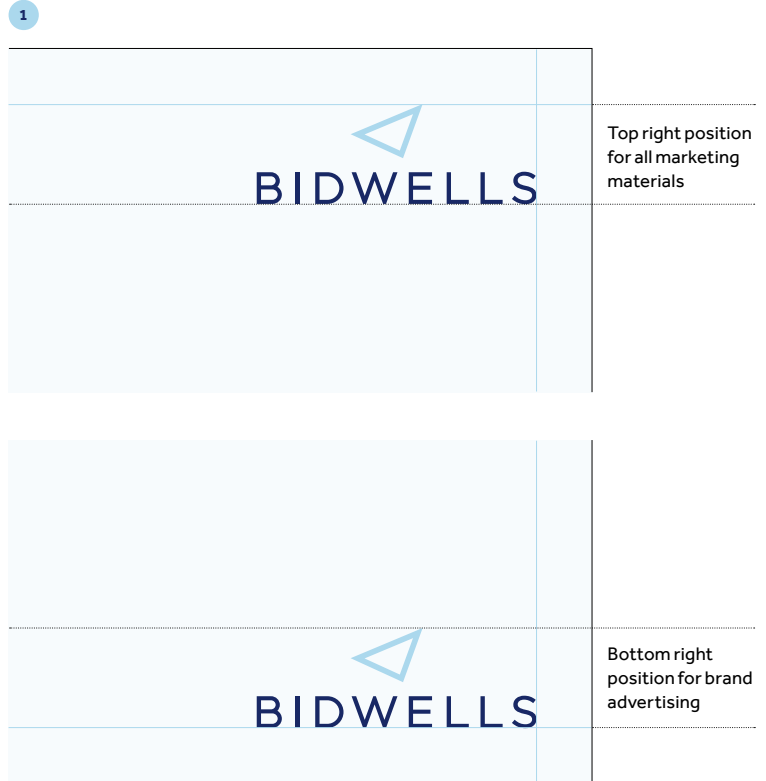 1
BIDWELLS
Top right position
for all marketing
materials
BIDWELLS
Bottom right
position for brand
advertising